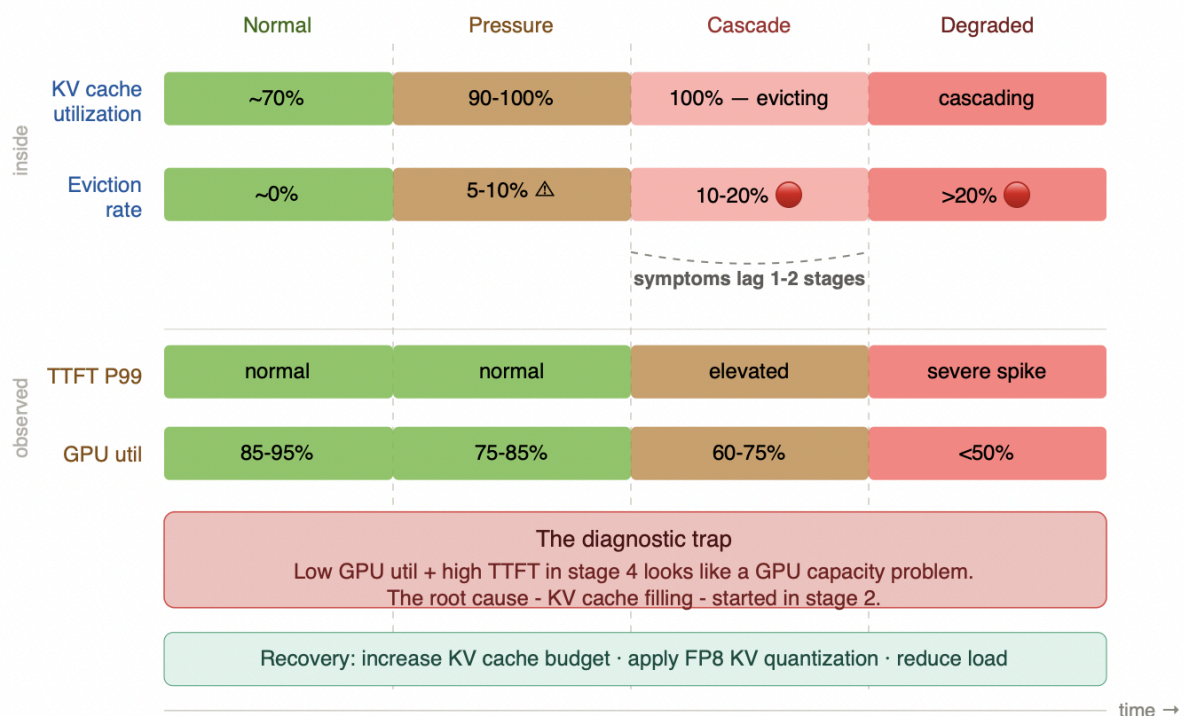 Normal Pressure Cascade Degraded
inside
KV cache
utilization
~70% 90-100% 100% — evicting cascading
Eviction
rate
~0% 5-10% ⚠ 10-20% 🔴 >20% 🔴
symptoms lag 1-2 stages
observed
TTFT P99 normal normal elevated severe spike
GPU util 85-95% 75-85% 60-75% <50%
The diagnostic trap
Low GPU util + high TTFT in stage 4 looks like a GPU capacity problem.
The root cause - KV cache filling - started in stage 2.
Recovery: increase KV cache budget · apply FP8 KV quantization · reduce load
time →